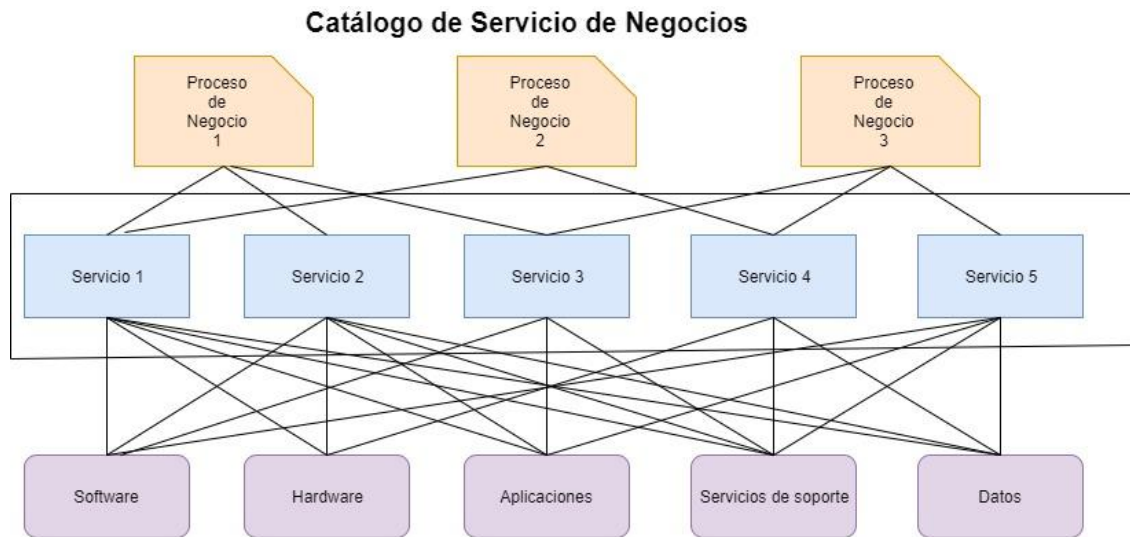 Catálogo de Servicio de Negocios
Proceso
de
Negocio
1
Proceso
de
Negocio
2
Proceso
de
Negocio
3
Servicio 1
Servicio 2
Servicio 3
Servicio 4
Servicio 5
Software
Hardware
Aplicaciones
Servicios de soporte
Datos